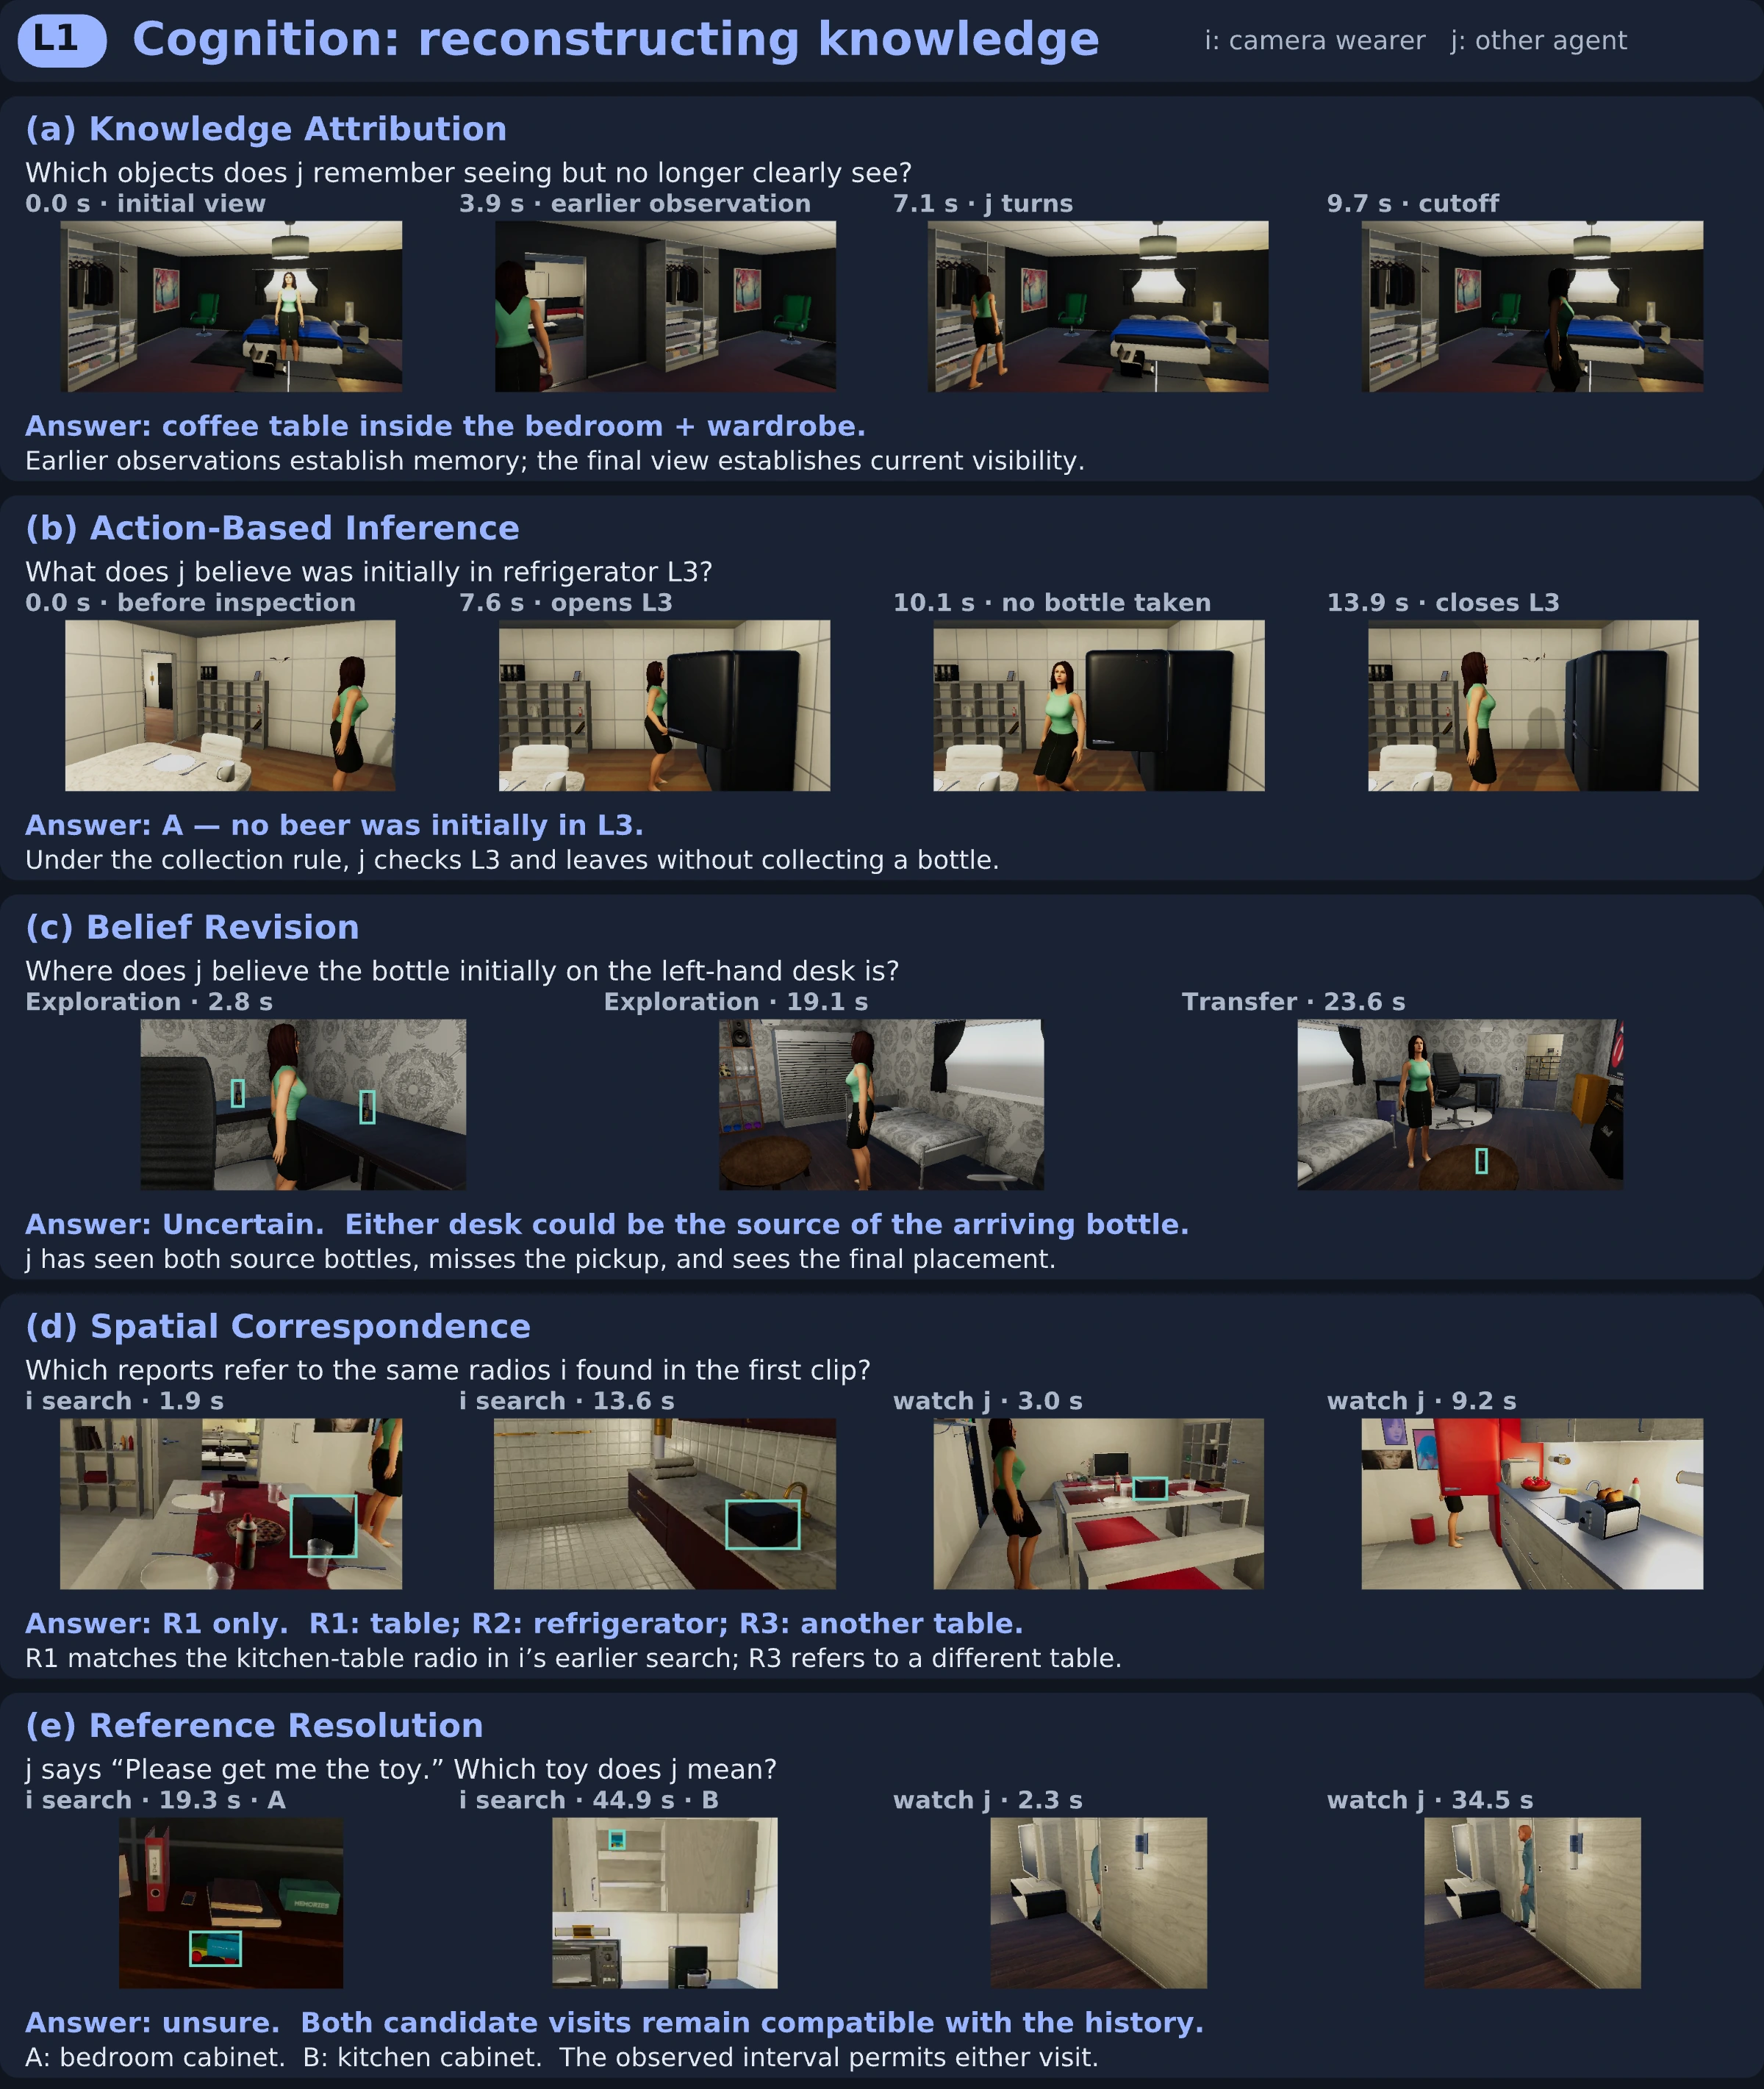 L1 Cognition: reconstructing knowledge i: camera wearer j: other agent
(a) Knowledge Attribution
Which objects does j remember seeing but no longer clearly see?
0.0 s · initial view 3.9 s · earlier observation 7.1 s · j turns 9.7 s · cutoff
Answer: coffee table inside the bedroom + wardrobe.
Earlier observations establish memory; the final view establishes current visibility.
(b) Action-Based Inference
What does j believe was initially in refrigerator L3?
0.0 s · before inspection 7.6 s · opens L3 10.1 s · no bottle taken 13.9 s · closes L3
Answer: A — no beer was initially in L3.
Under the collection rule, j checks L3 and leaves without collecting a bottle.
(c) Belief Revision
Where does j believe the bottle initially on the left-hand desk is?
Exploration · 2.8 s Exploration · 19.1 s Transfer · 23.6 s
Answer: Uncertain. Either desk could be the source of the arriving bottle.
j has seen both source bottles, misses the pickup, and sees the final placement.
(d) Spatial Correspondence
Which reports refer to the same radios i found in the first clip?
i search · 1.9 s i search · 13.6 s watch j · 3.0 s watch j · 9.2 s
Answer: R1 only. R1: table; R2: refrigerator; R3: another table.
R1 matches the kitchen-table radio in i’s earlier search; R3 refers to a different table.
(e) Reference Resolution
j says “Please get me the toy.” Which toy does j mean?
i search · 19.3 s · A i search · 44.9 s · B watch j · 2.3 s watch j · 34.5 s
MEMORIES
Answer: unsure. Both candidate visits remain compatible with the history.
A: bedroom cabinet. B: kitchen cabinet. The observed interval permits either visit.